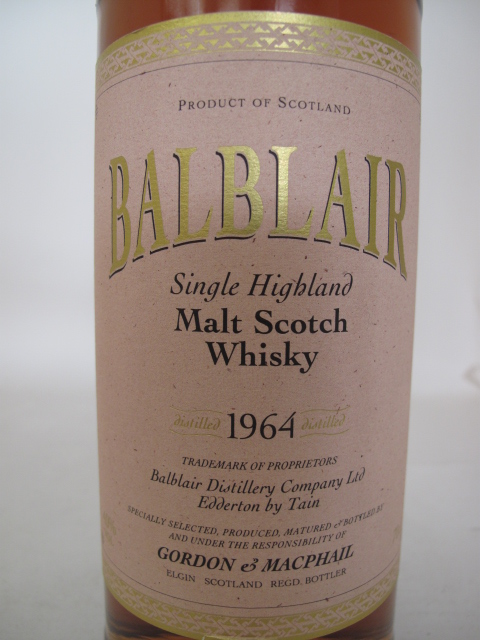 PRODUCT OF SCOTLAND
BALBLAIR
Single Highland
Malt Scotch
Whisky
distilled 1964 distilled
TRADEMARK OF PROPRIETORS
Balblair Distillery Company Ltd
Edderton by Tain
SPECIALLY SELECTED, PRODUCED, MATURED & BOTTLED BY
AND UNDER THE RESPONSIBILITY OF
GORDON & MACPHAIL
ELGIN SCOTLAND REGD. BOTTLER